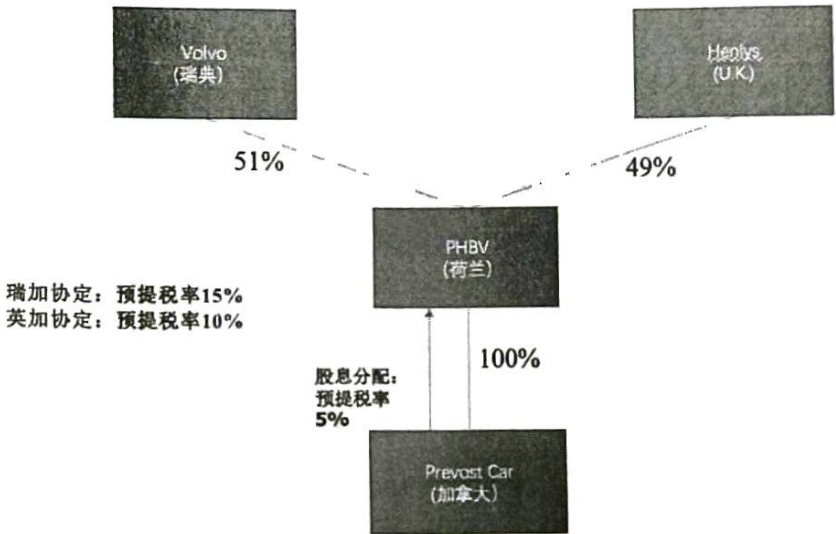 Volvo
(瑞典)
Henlys
(U.K.)
51%
49%
PHBV
(荷兰)
瑞加协定：预提税率15%
英加协定：预提税率10%
100%
股息分配：
预提税率
5%
Prevost Car
(加拿大)